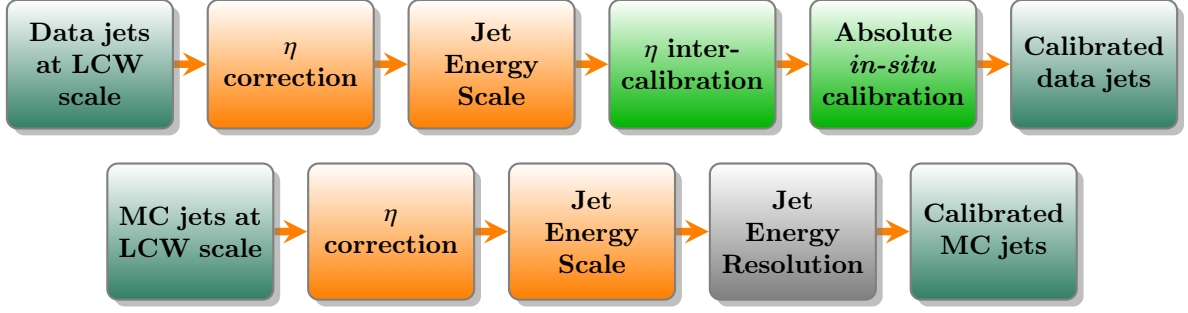 Data jets
at LCW
scale
η
correction
Jet
Energy
Scale
η inter-
calibration
Absolute
in-situ
calibration
Calibrated
data jets
MC jets at
LCW scale
η
correction
Jet
Energy
Scale
Jet
Energy
Resolution
Calibrated
MC jets